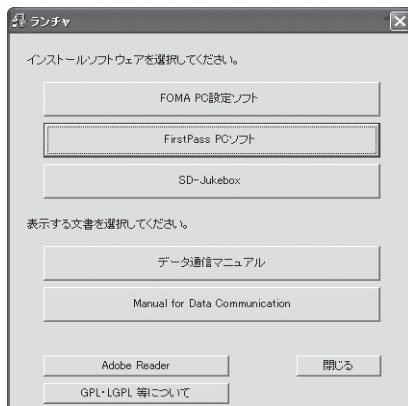 ランチャ
インストールソフトウェアを選択してください。
FOMA PC設定ソフト
FirstPass PCソフト
SD-Jukebox
表示する文書を選択してください。
データ通信マニュアル
Manual for Data Communication
Adobe Reader
閉じる
GPL・LGPL 等について